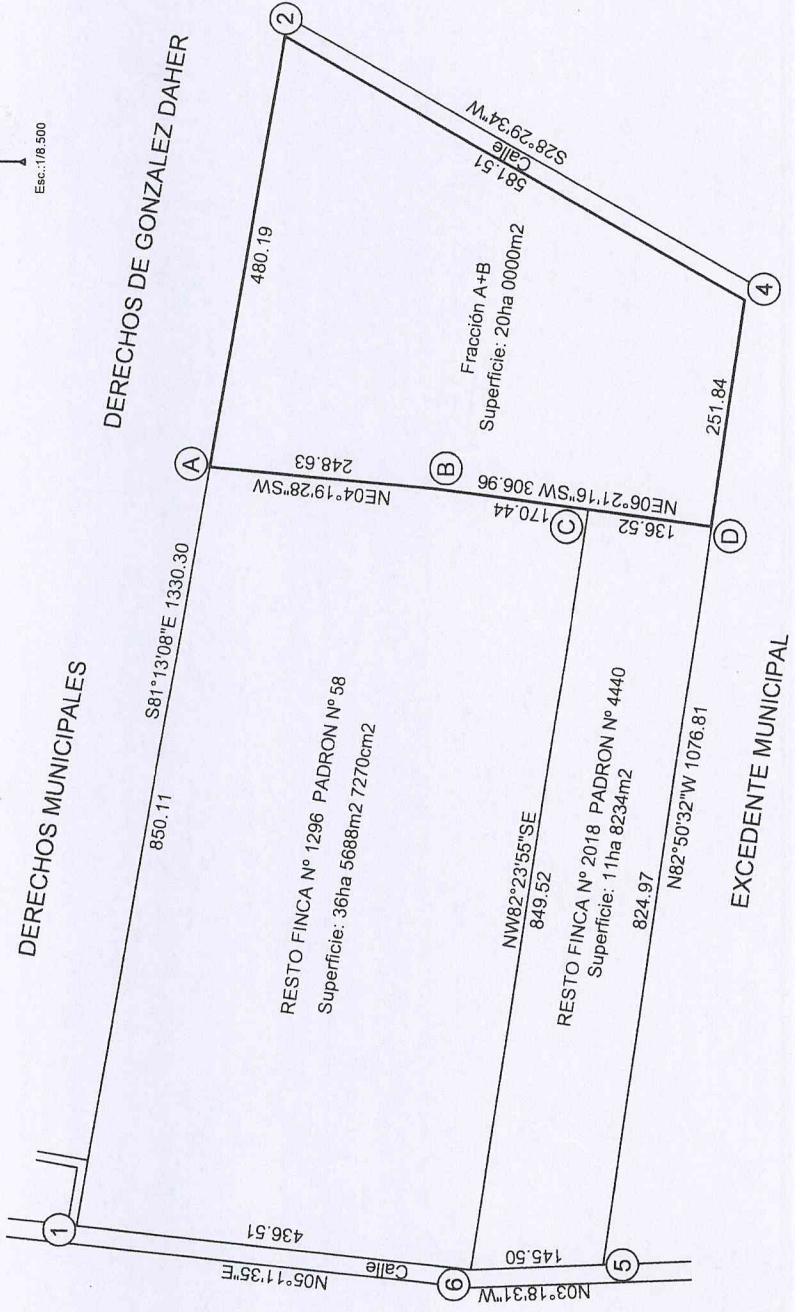 Esc.:1/8.500
DERECHOS MUNICIPALES
DERECHOS DE GONZALEZ DAHER
1
850.11
S81°13'08"E 1330.30
A
480.19
2
436.51
Calle
N05°11'35"E
RESTO FINCA Nº 1296 PADRON Nº 58
Superficie: 36ha 5688m2 7270cm2
248.63
NE04°19'28"SW
B
Fracción A+B
Superficie: 20ha 0000m2
581.51
Calle
S28°29'34"W
170.44
NE06°21'16"SW 306.96
C
136.52
6
NW82°23'55"SE
849.52
RESTO FINCA Nº 2018 PADRON Nº 4440
Superficie: 11ha 8234m2
145.50
N03°18'31"W
5
824.97
N82°50'32"W 1076.81
D
251.84
4
EXCEDENTE MUNICIPAL